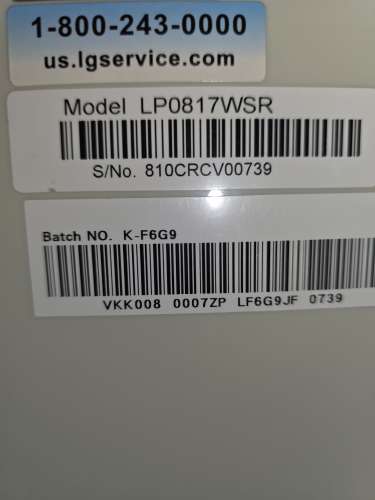 1-800-243-0000
us.lgservice.com
Model LP0817WSR
S/No. 810CRCV00739
Batch NO. K-F6G9
VKK008 0007ZP LF6G9JF 0739